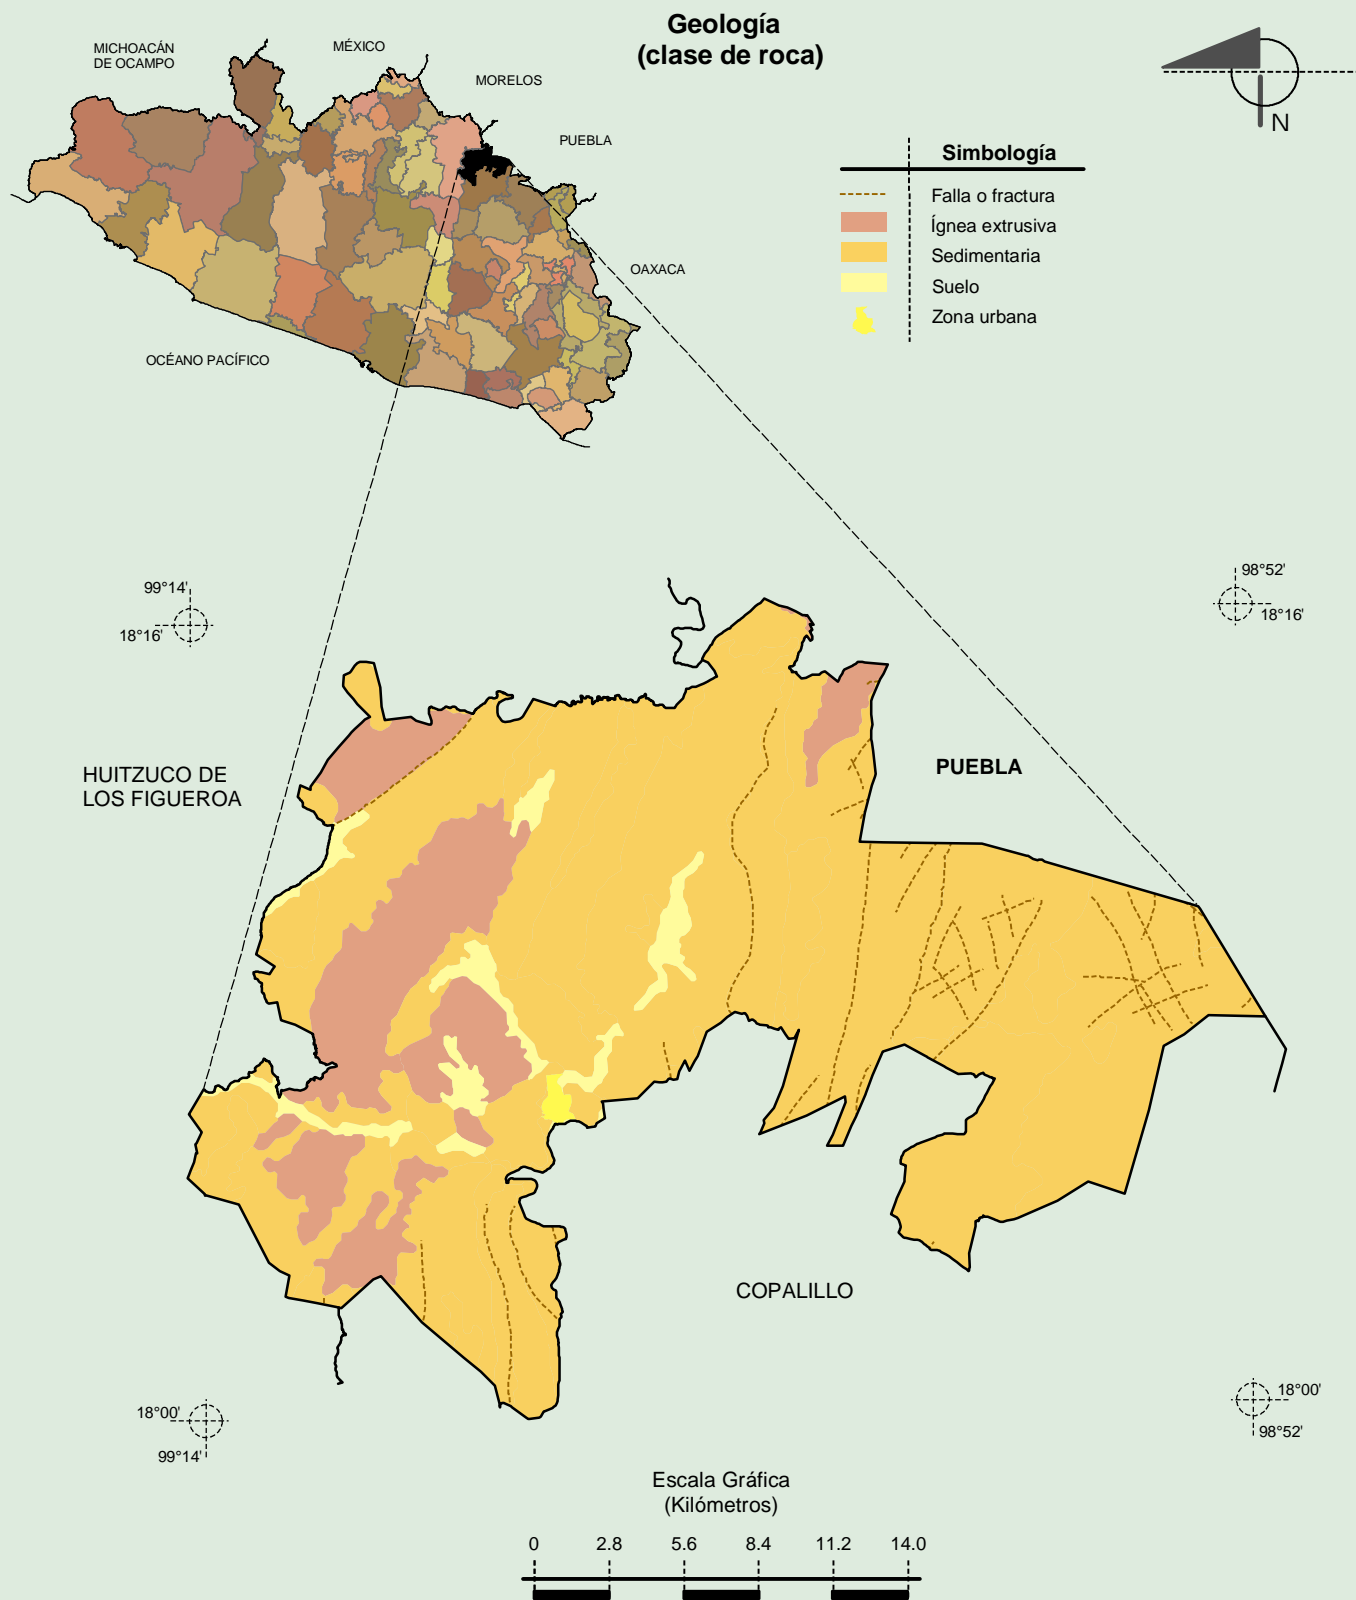 Geología
(clase de roca)
MICHOACÁN
DE OCAMPO
MÉXICO
MORELOS
PUEBLA
OAXACA
OCÉANO PACÍFICO
N
Simbología
Falla o fractura
Ígnea extrusiva
Sedimentaria
Suelo
Zona urbana
99°14'
18°16'
98°52'
18°16'
HUITZUCO DE
LOS FIGUEROA
PUEBLA
COPALILLO
18°00'
99°14'
18°00'
98°52'
Escala Gráfica
(Kilómetros)
0 2.8 5.6 8.4 11.2 14.0